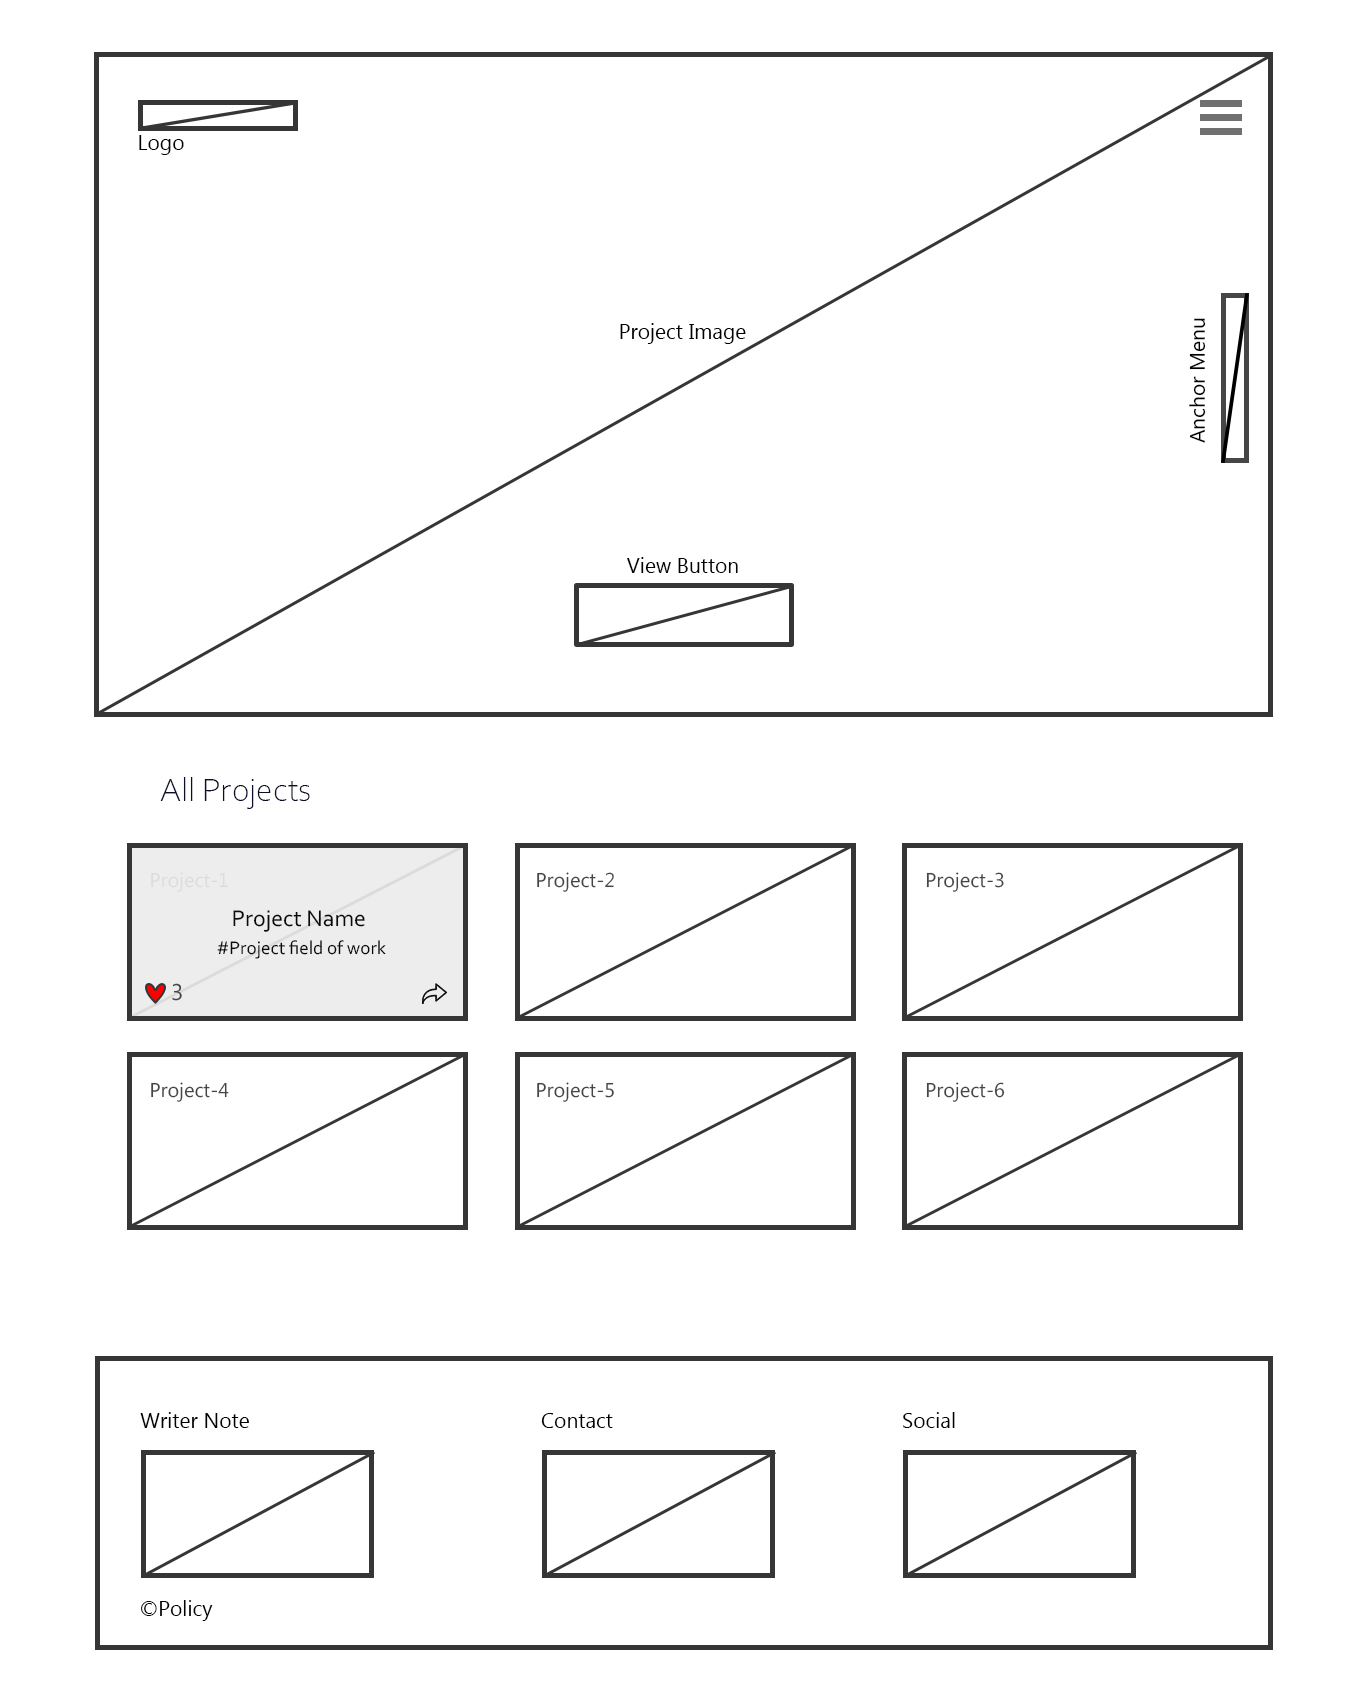 Logo
Project Image
Anchor Menu
View Button
All Projects
Project-1
Project Name
#Project field of work
3
Project-2
Project-3
Project-4
Project-5
Project-6
Writer Note
Contact
Social
©Policy